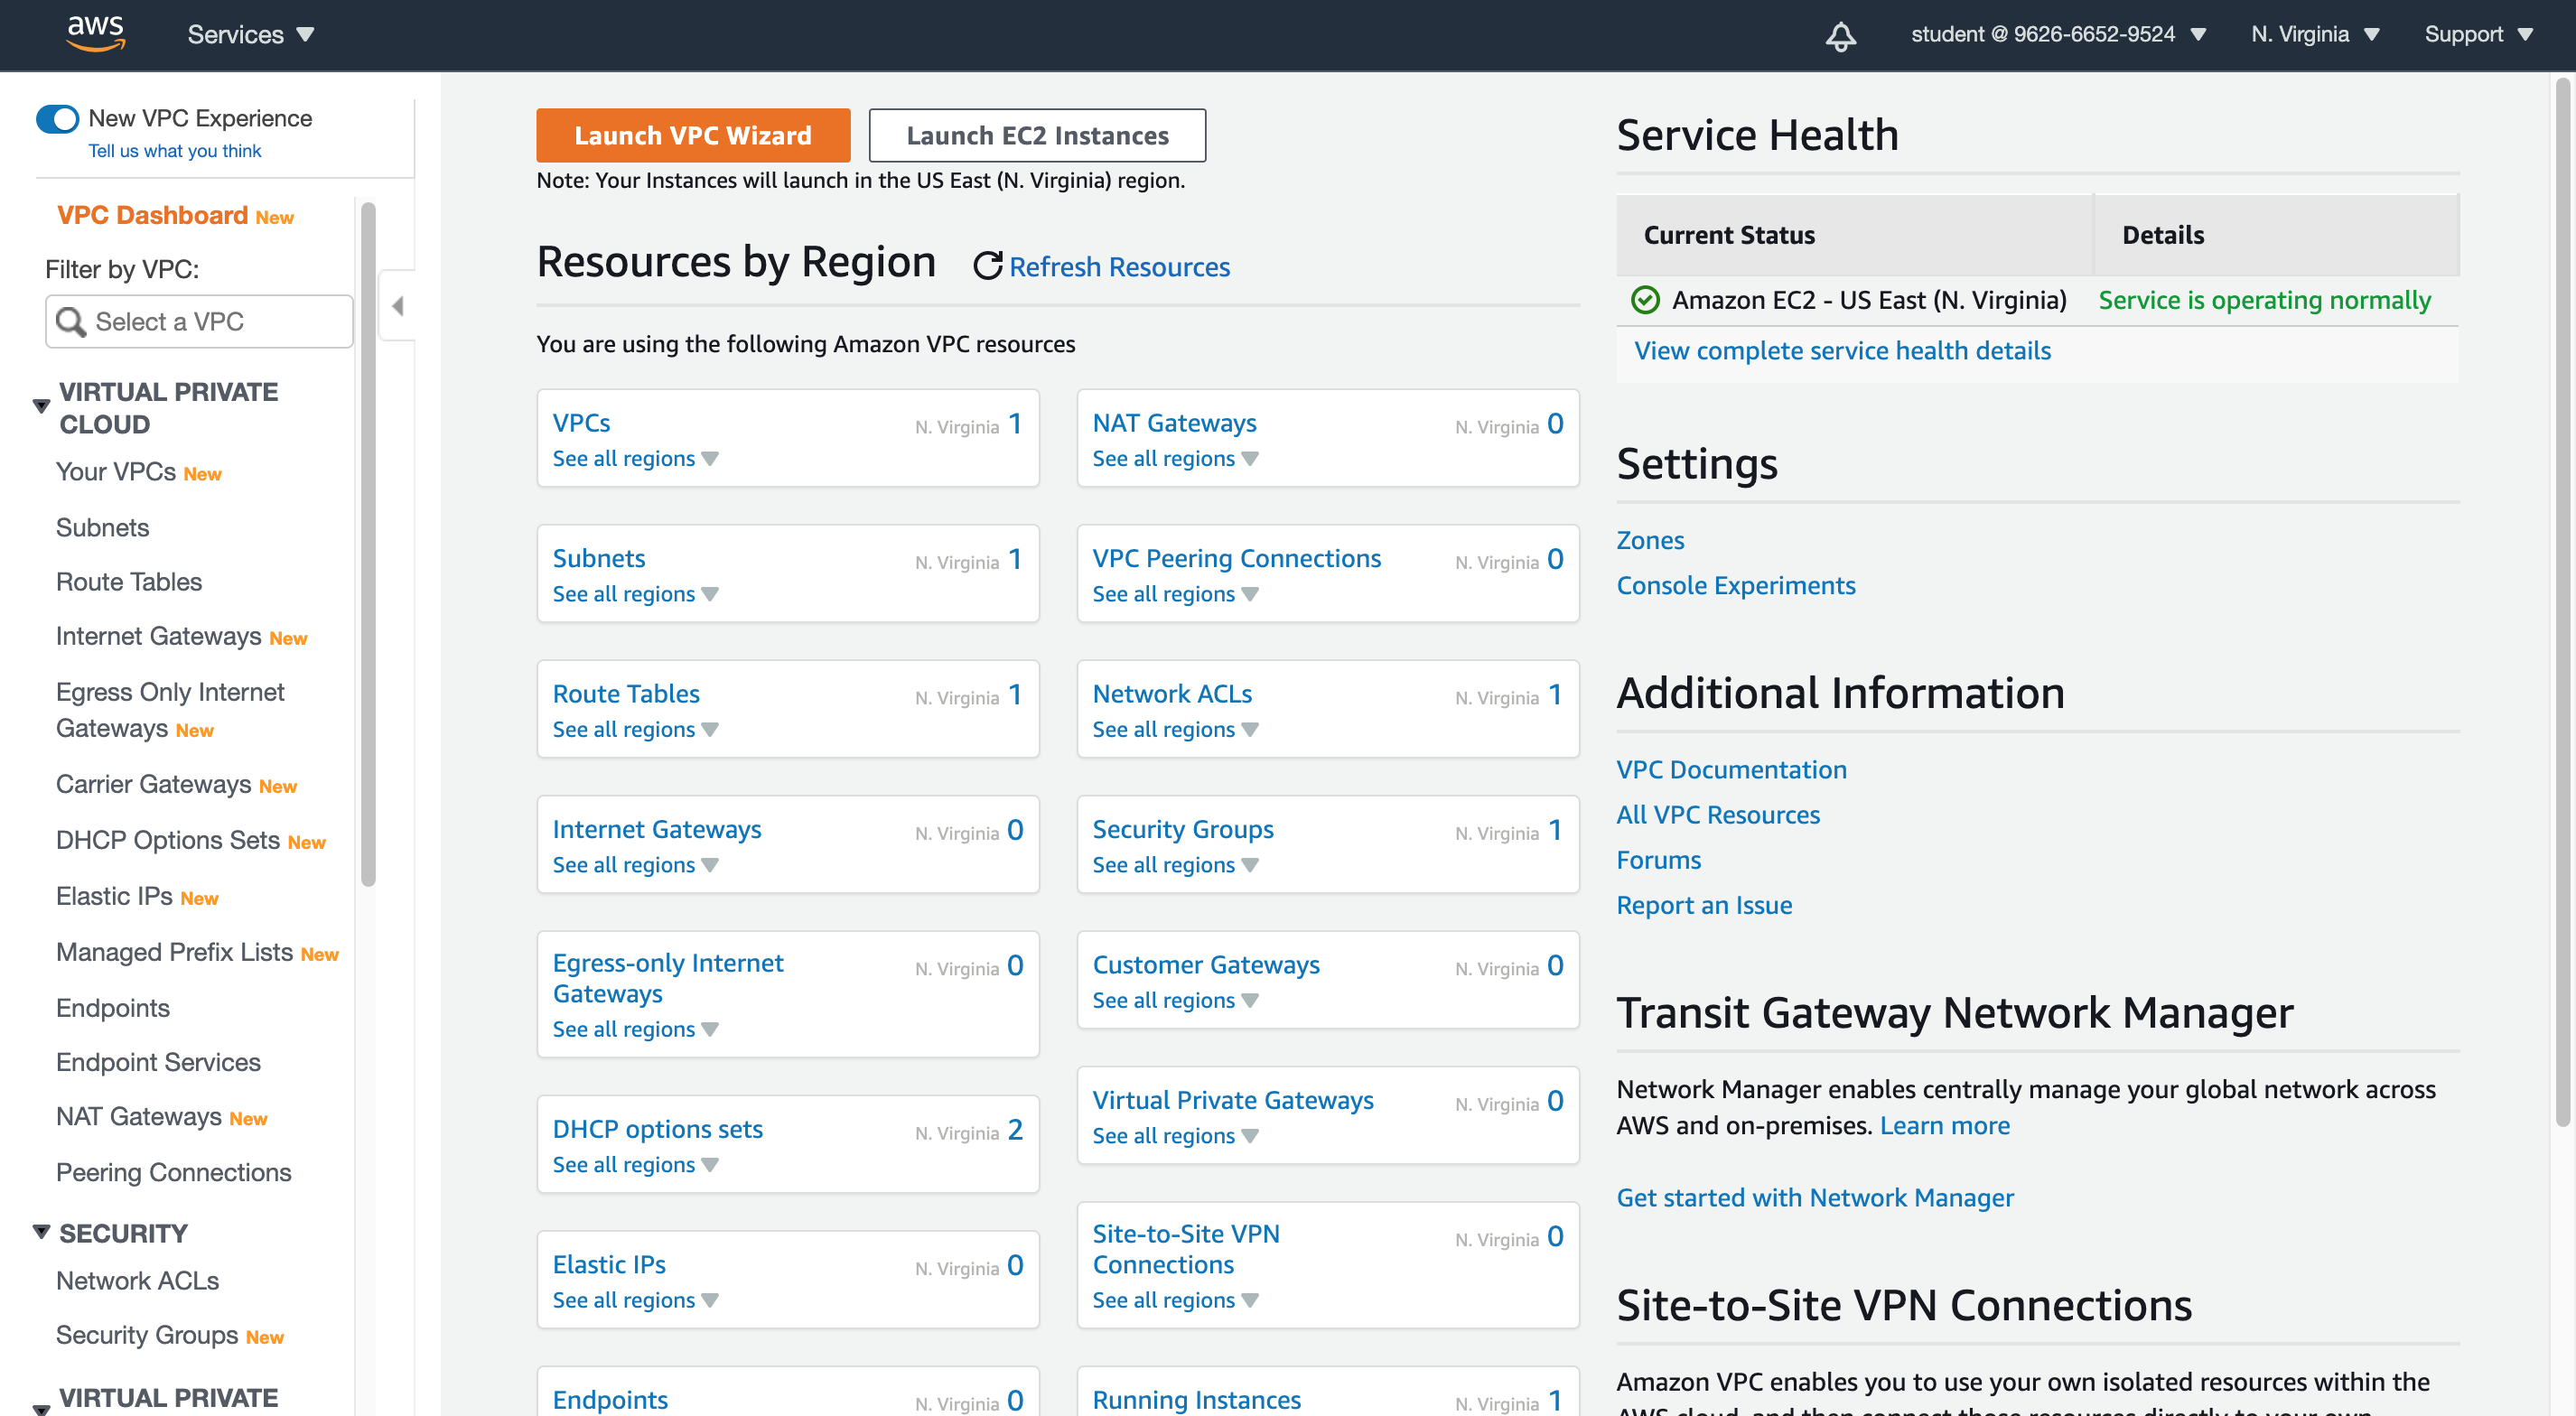 aws
Services
student @ 9626-6652-9524
N. Virginia
Support
New VPC Experience
Tell us what you think
VPC Dashboard New
Filter by VPC:
Select a VPC
VIRTUAL PRIVATE
CLOUD
Your VPCs New
Subnets
Route Tables
Internet Gateways New
Egress Only Internet
Gateways New
Carrier Gateways New
DHCP Options Sets New
Elastic IPs New
Managed Prefix Lists New
Endpoints
Endpoint Services
NAT Gateways New
Peering Connections
SECURITY
Network ACLs
Security Groups New
VIRTUAL PRIVATE
Launch VPC Wizard
Launch EC2 Instances
Note: Your Instances will launch in the US East (N. Virginia) region.
Resources by Region
Refresh Resources
You are using the following Amazon VPC resources
VPCs N. Virginia 1
See all regions
Subnets N. Virginia 1
See all regions
Route Tables N. Virginia 1
See all regions
Internet Gateways N. Virginia 0
See all regions
Egress-only Internet N. Virginia 0
Gateways
See all regions
DHCP options sets N. Virginia 2
See all regions
Elastic IPs N. Virginia 0
See all regions
Endpoints N. Virginia 0
NAT Gateways N. Virginia 0
See all regions
VPC Peering Connections N. Virginia 0
See all regions
Network ACLs N. Virginia 1
See all regions
Security Groups N. Virginia 1
See all regions
Customer Gateways N. Virginia 0
See all regions
Virtual Private Gateways N. Virginia 0
See all regions
Site-to-Site VPN N. Virginia 0
Connections
See all regions
Running Instances N. Virginia 1
Service Health
Current Status Details
Amazon EC2 - US East (N. Virginia) Service is operating normally
View complete service health details
Settings
Zones
Console Experiments
Additional Information
VPC Documentation
All VPC Resources
Forums
Report an Issue
Transit Gateway Network Manager
Network Manager enables centrally manage your global network across
AWS and on-premises. Learn more
Get started with Network Manager
Site-to-Site VPN Connections
Amazon VPC enables you to use your own isolated resources within the
AWS cloud, and then connect those resources directly to your own